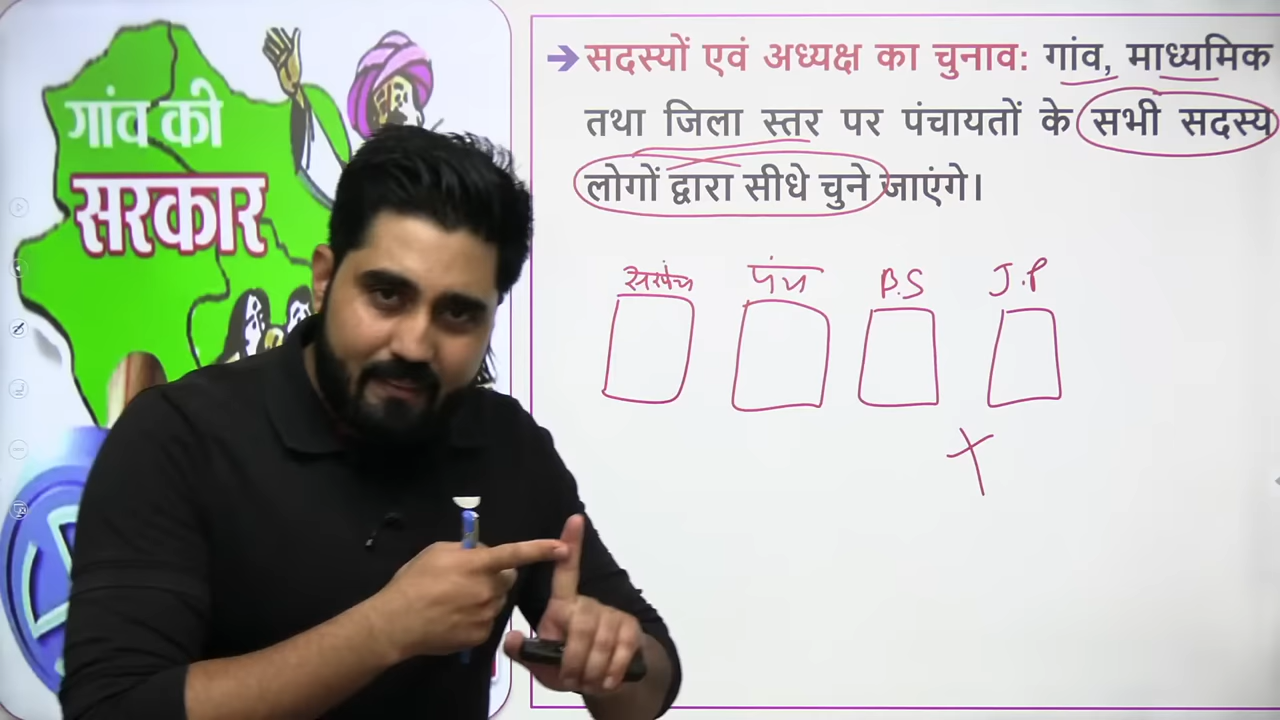 गांव की
सरकार
➔ सदस्यों एवं अध्यक्ष का चुनाव: गांव, माध्यमिक
तथा जिला स्तर पर पंचायतों के सभी सदस्य
लोगों द्वारा सीधे चुने जाएंगे।
सरपंच पंच B.S J.P